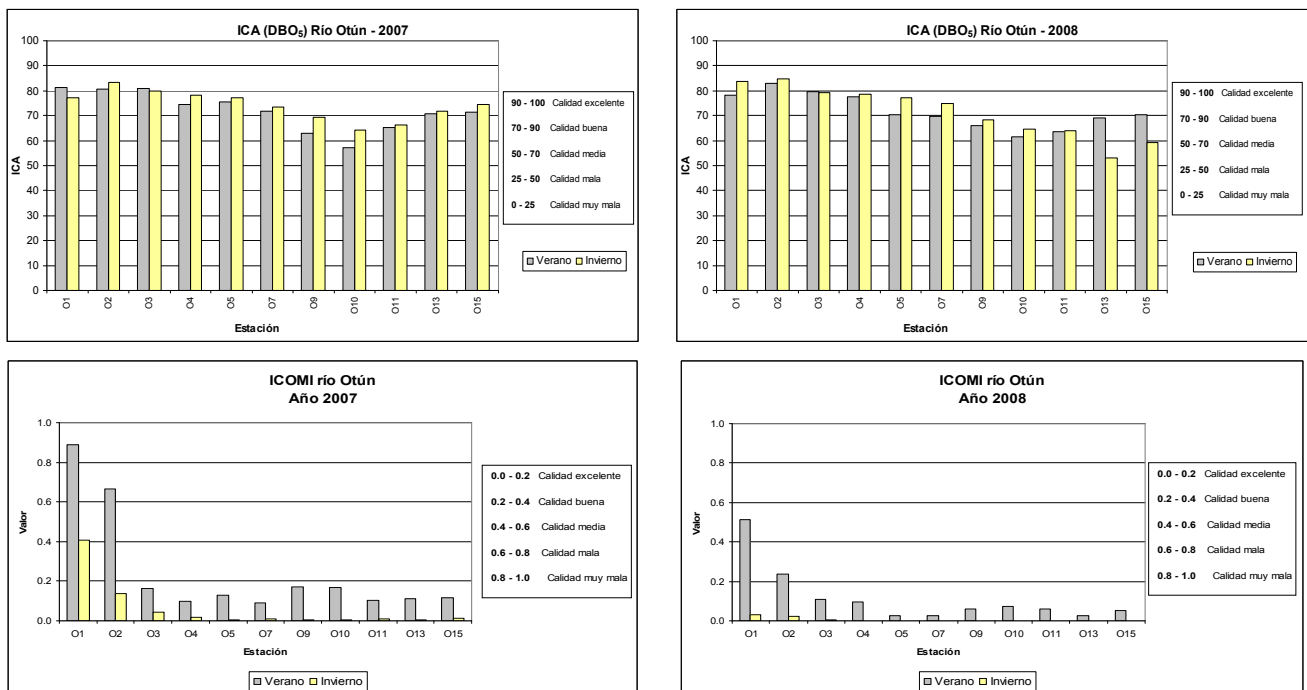 ICA (DBO₅) Río Otún - 2007
100
90
80
70
60
50
40
30
20
10
0
ICA
O1 O2 O3 O4 O5 O7 O9 O10 O11 O13 O15
Estación
90 - 100 Calidad excelente
70 - 90 Calidad buena
50 - 70 Calidad media
25 - 50 Calidad mala
0 - 25 Calidad muy mala
Verano Invierno
ICA (DBO₅) Río Otún - 2008
100
90
80
70
60
50
40
30
20
10
0
ICA
O1 O2 O3 O4 O5 O7 O9 O10 O11 O13 O15
Estación
90 - 100 Calidad excelente
70 - 90 Calidad buena
50 - 70 Calidad media
25 - 50 Calidad mala
0 - 25 Calidad muy mala
Verano Invierno
ICOMI río Otún
Año 2007
1.0
0.8
0.6
0.4
0.2
0.0
Valor
O1 O2 O3 O4 O5 O7 O9 O10 O11 O13 O15
Estación
0.0 - 0.2 Calidad excelente
0.2 - 0.4 Calidad buena
0.4 - 0.6 Calidad media
0.6 - 0.8 Calidad mala
0.8 - 1.0 Calidad muy mala
Verano Invierno
ICOMI río Otún
Año 2008
1.0
0.8
0.6
0.4
0.2
0.0
Valor
O1 O2 O3 O4 O5 O7 O9 O10 O11 O13 O15
Estación
0.0 - 0.2 Calidad excelente
0.2 - 0.4 Calidad buena
0.4 - 0.6 Calidad media
0.6 - 0.8 Calidad mala
0.8 - 1.0 Calidad muy mala
Verano Invierno